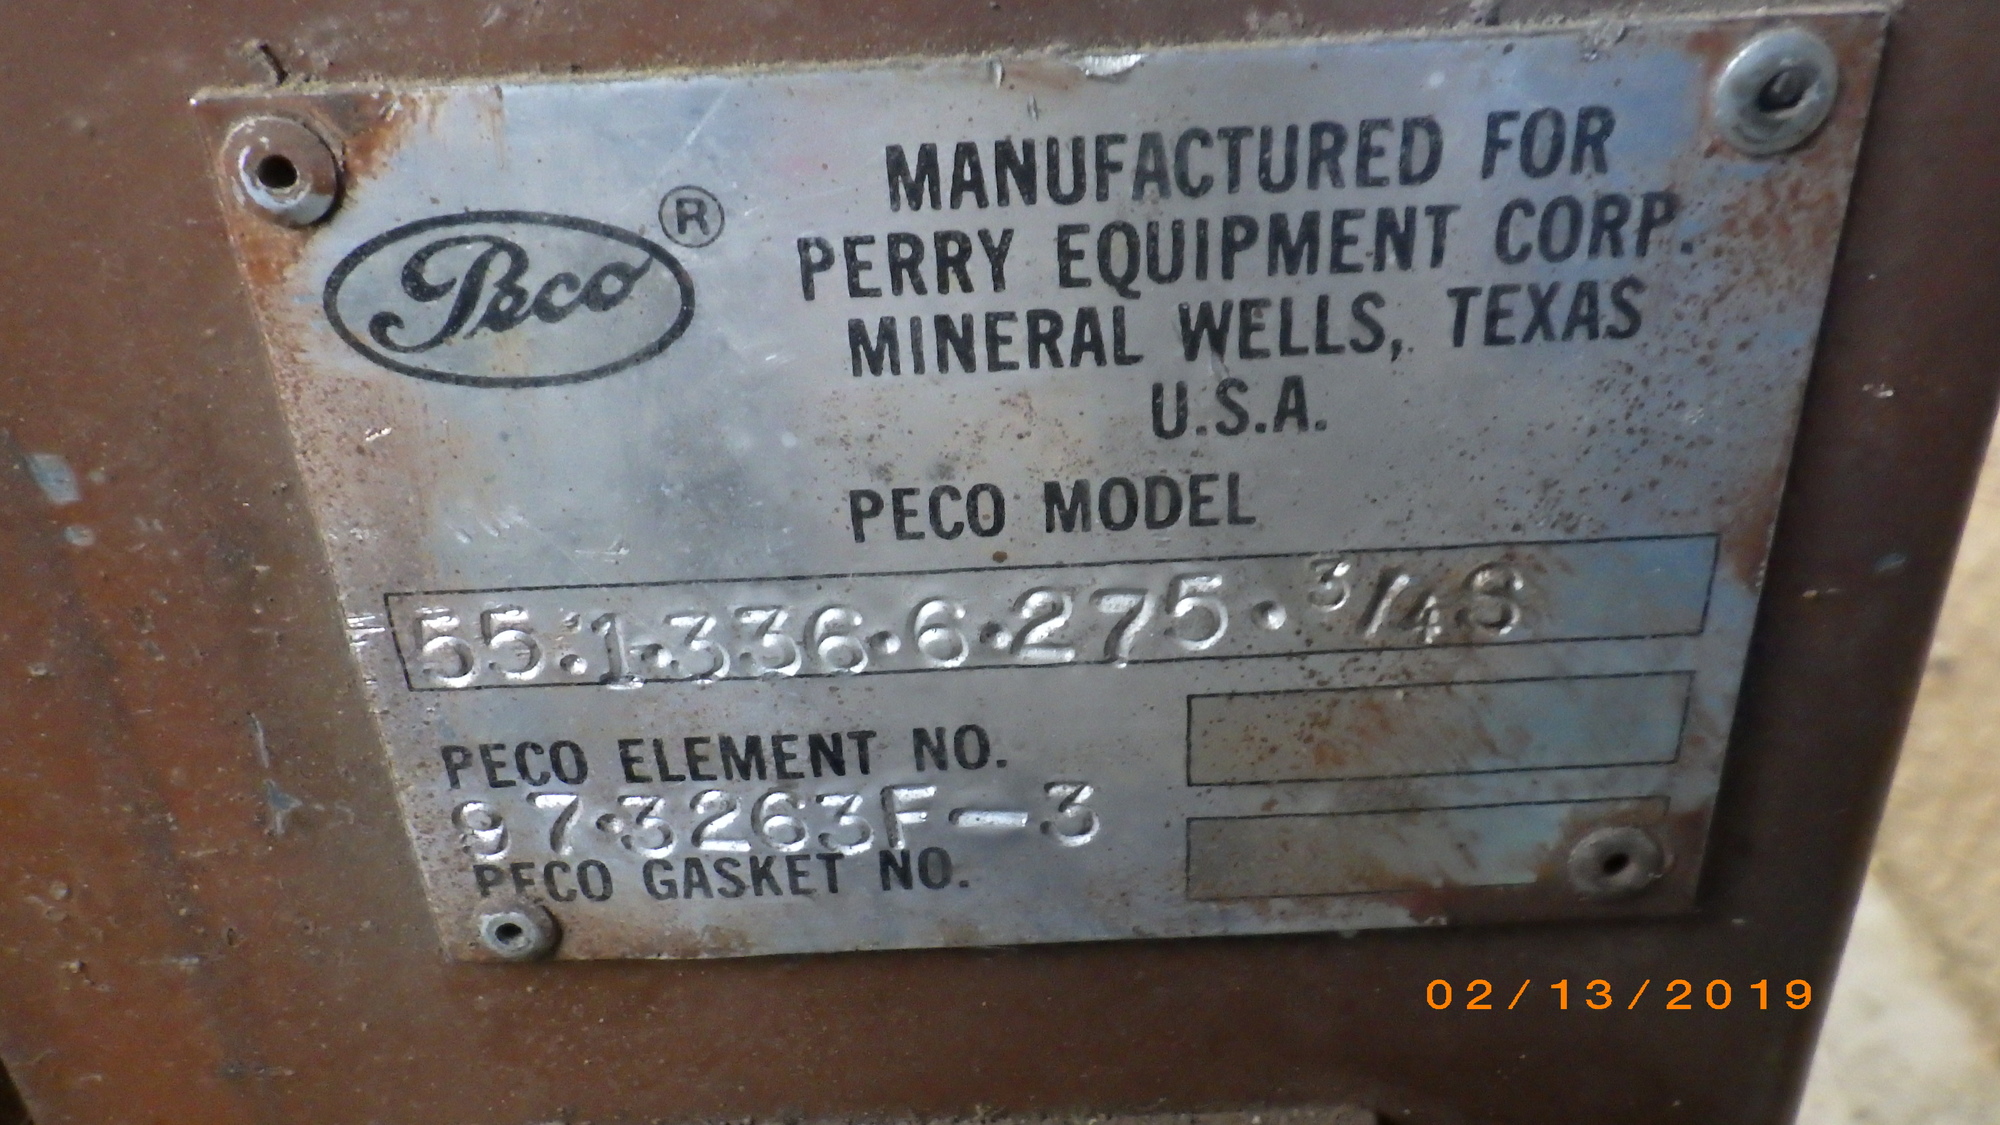 Peco ®
MANUFACTURED FOR
PERRY EQUIPMENT CORP.
MINERAL WELLS, TEXAS
U.S.A.
PECO MODEL
55.1.336.6.275.3/4S
PECO ELEMENT NO.
97.3263F-3
PECO GASKET NO.
02/13/2019